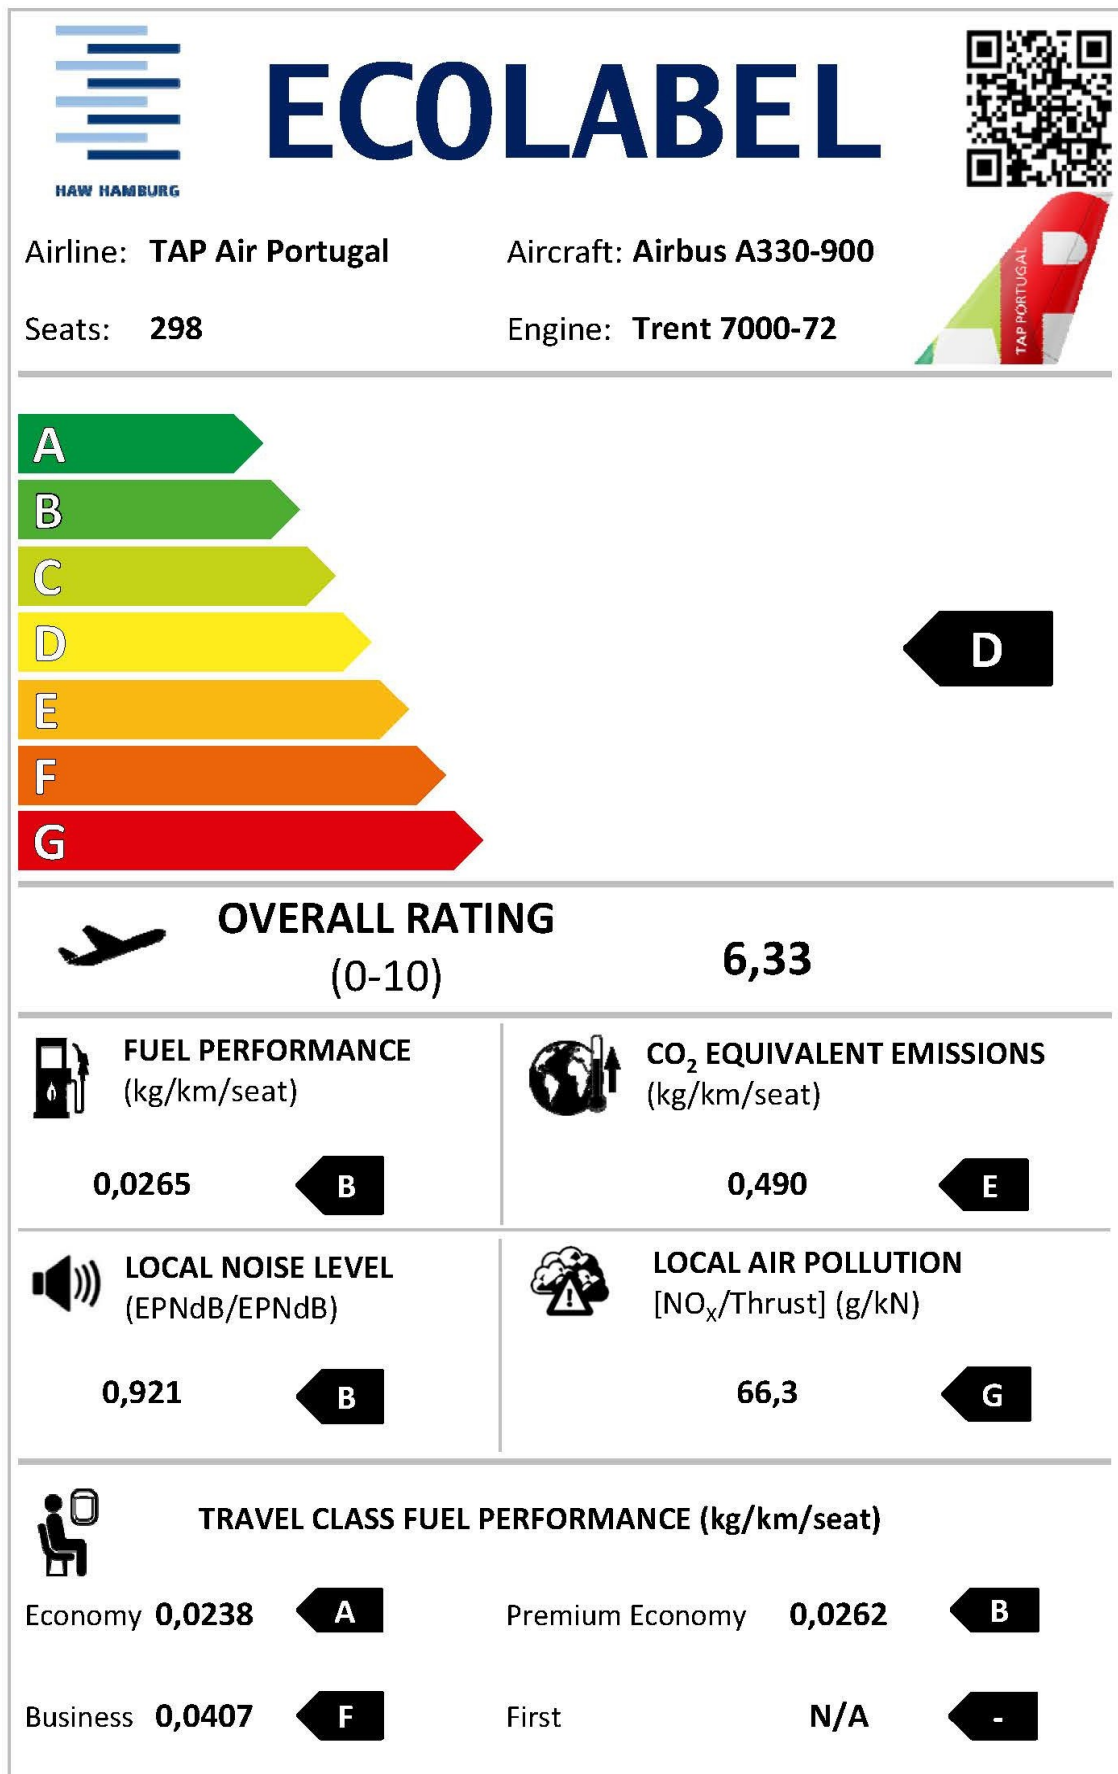 HAW HAMBURG
ECOLABEL
Airline: TAP Air Portugal
Aircraft: Airbus A330-900
Seats: 298
Engine: Trent 7000-72
TAP PORTUGAL
A
B
C
D
D
E
F
G
OVERALL RATING
(0-10)
6,33
FUEL PERFORMANCE
(kg/km/seat)
0,0265
B
CO₂ EQUIVALENT EMISSIONS
(kg/km/seat)
0,490
E
LOCAL NOISE LEVEL
(EPNdB/EPNdB)
0,921
B
LOCAL AIR POLLUTION
[NOₓ/Thrust] (g/kN)
66,3
G
TRAVEL CLASS FUEL PERFORMANCE (kg/km/seat)
Economy 0,0238 A
Premium Economy 0,0262 B
Business 0,0407 F
First N/A -